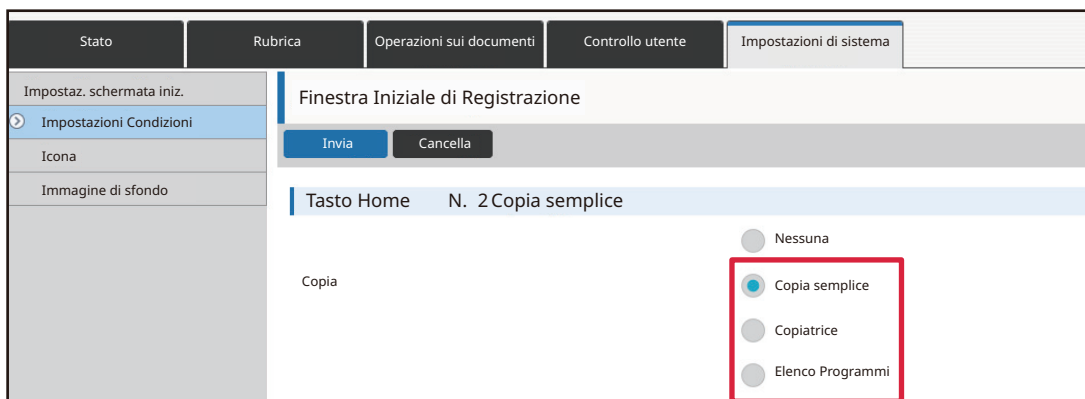 Stato
Rubrica
Operazioni sui documenti
Controllo utente
Impostazioni di sistema
Impostaz. schermata iniz.
Impostazioni Condizioni
Icona
Immagine di sfondo
Finestra Iniziale di Registrazione
Invia
Cancella
Tasto Home N. 2 Copia semplice
Copia
Nessuna
Copia semplice
Copiatrice
Elenco Programmi